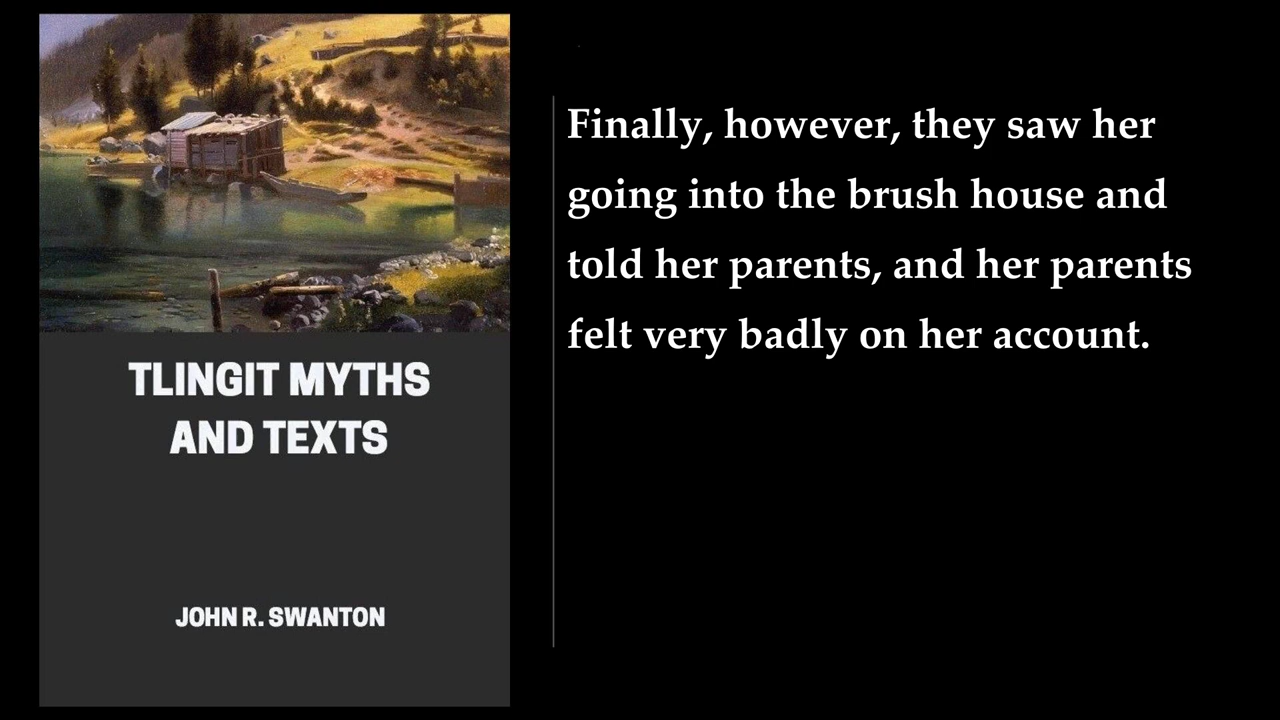 TLINGIT MYTHS
AND TEXTS
JOHN R. SWANTON
Finally, however, they saw her
going into the brush house and
told her parents, and her parents
felt very badly on her account.